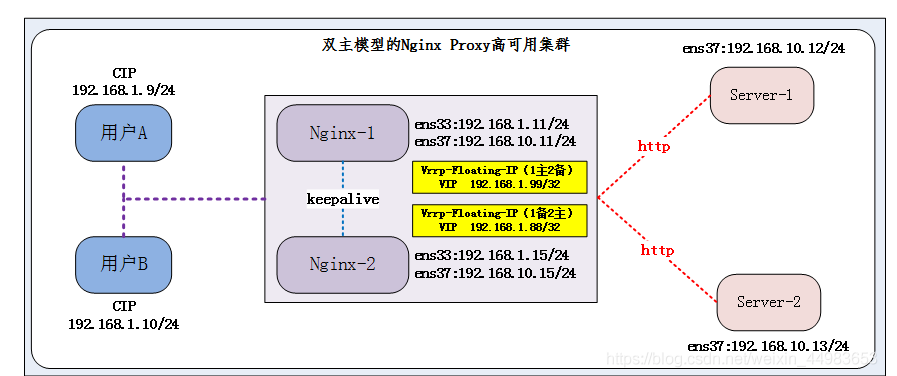 双主模型的Nginx Proxy高可用集群
CIP
192.168.1.9/24
用户A
用户B
CIP
192.168.1.10/24
Nginx-1
ens33:192.168.1.11/24
ens37:192.168.10.11/24
Vrrp-Floating-IP（1主2备）
VIP 192.168.1.99/32
keepalive
Vrrp-Floating-IP（1备2主）
VIP 192.168.1.88/32
Nginx-2
ens33:192.168.1.15/24
ens37:192.168.10.15/24
http
http
ens37:192.168.10.12/24
Server-1
Server-2
ens37:192.168.10.13/24
https://blog.csdn.net/weixin_44983653